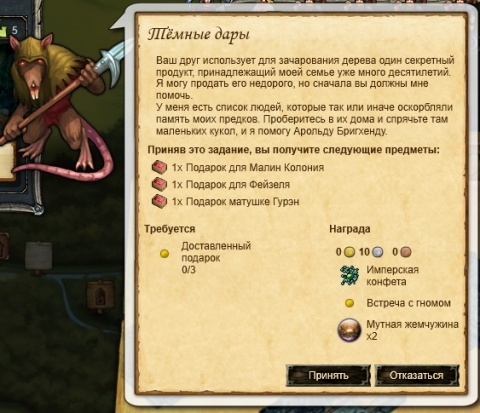 5
Тёмные дары
Ваш друг использует для зачарования дерева один секретный
продукт, принадлежащий моей семье уже много десятилетий.
Я могу продать его недорого, но сначала вы должны мне
помочь.
У меня есть список людей, которые так или иначе оскорбляли
память моих предков. Проберитесь в их дома и спрячьте там
маленьких кукол, и я помогу Арольду Бригхенду.
Приняв это задание, вы получите следующие предметы:
1x Подарок для Малин Колония
1x Подарок для Фейзеля
1x Подарок матушке Гурэн
Требуется
Доставленный
подарок
0/3
Награда
0 10 0
Имперская
конфета
Встреча с гномом
Мутная жемчужина
x2
Принять Отказаться